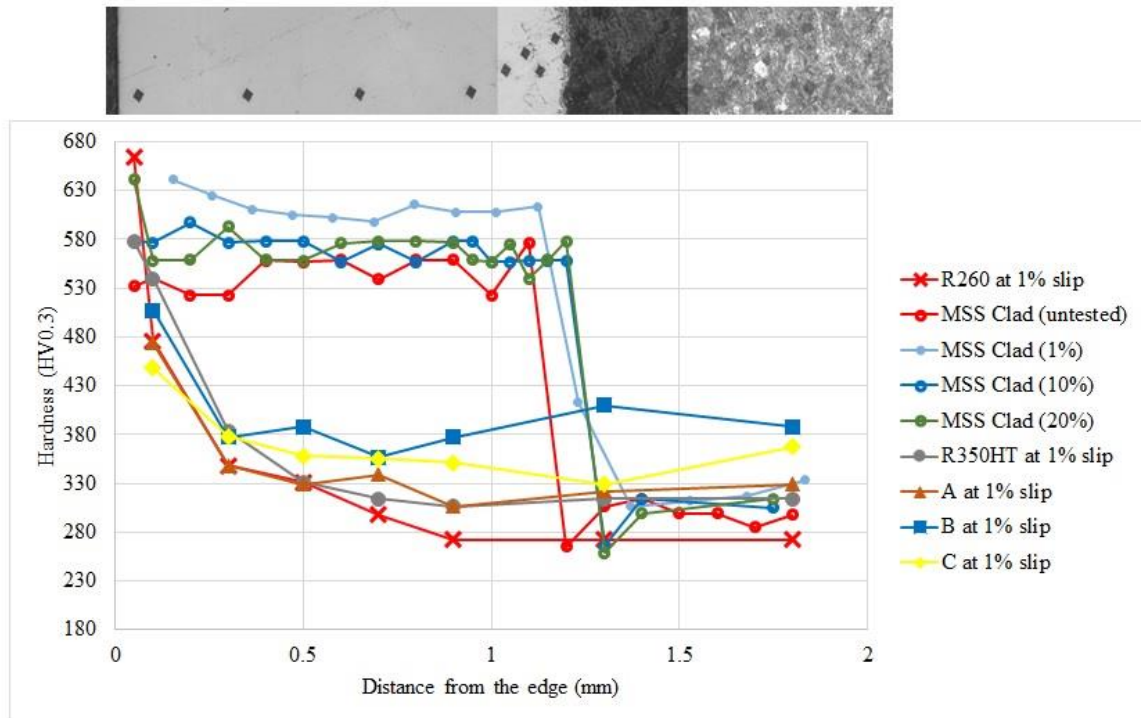 680
630
580
530
480
430
380
330
280
230
180
Hardness (HV0.3)
0
0.5
1
1.5
2
Distance from the edge (mm)
R260 at 1% slip
MSS Clad (untested)
MSS Clad (1%)
MSS Clad (10%)
MSS Clad (20%)
R350HT at 1% slip
A at 1% slip
B at 1% slip
C at 1% slip